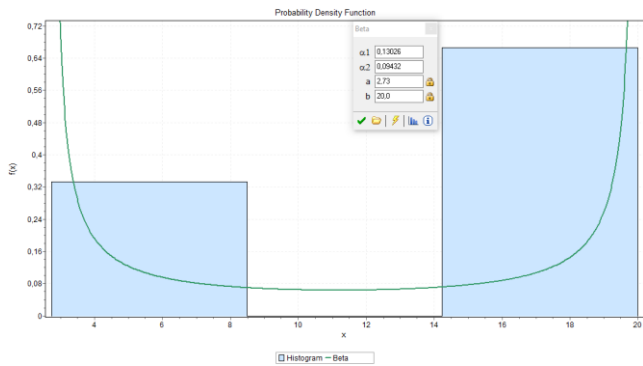 Probability Density Function
Beta
α1 0,13026
α2 0,09432
a 2,73
b 20,0
0,72
0,64
0,56
0,48
0,4
0,32
0,24
0,16
0,08
0
f(x)
4 6 8 10 12 14 16 18 20
x
Histogram Beta